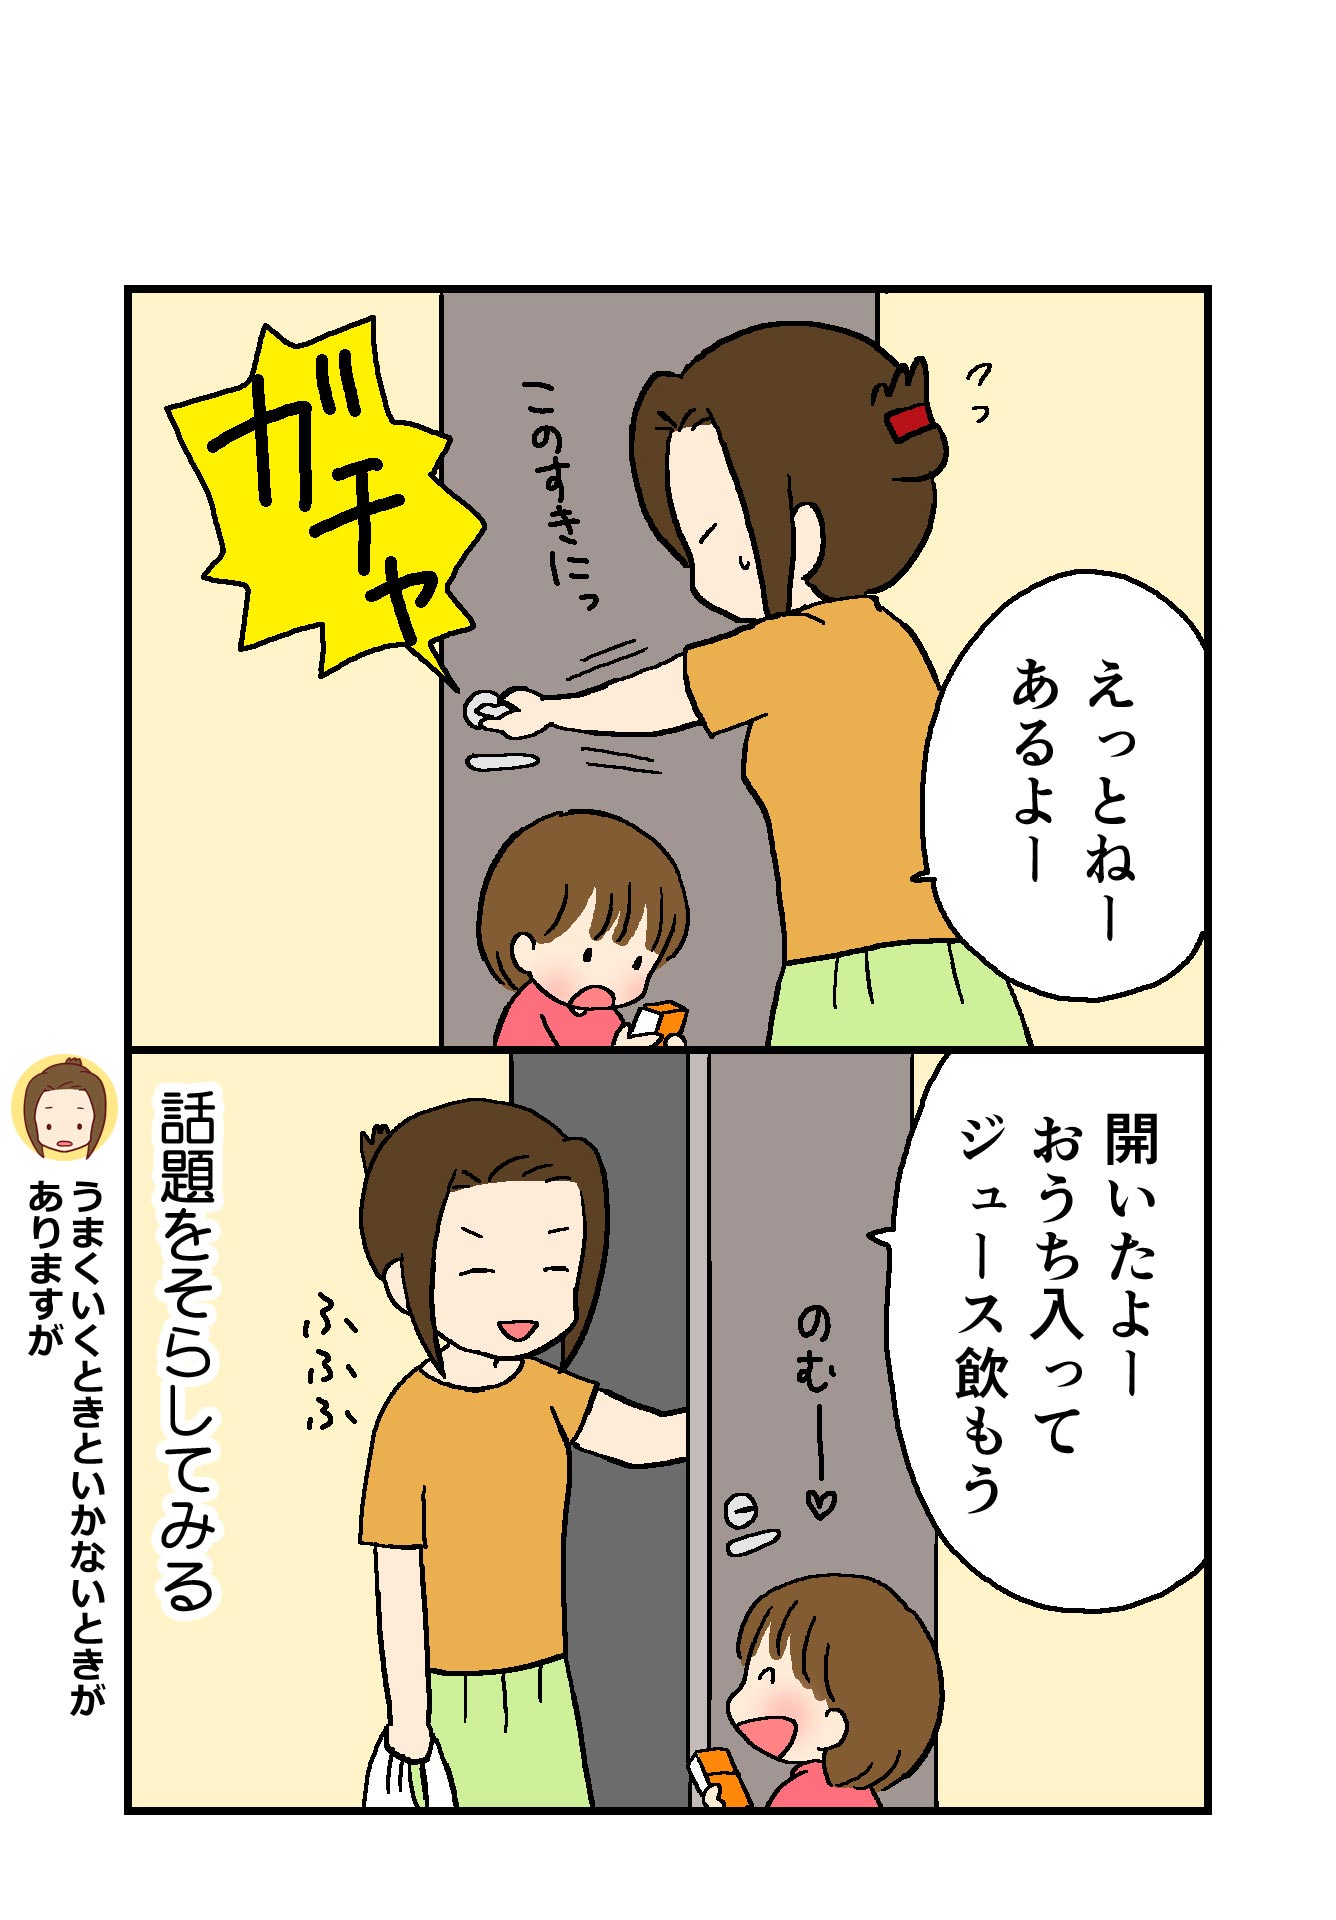 えっとねー
あるよー
このすきにっ
ガチャ
開いたよー
おうち入って
ジュース飲もう
のむー♡
ふふふ
話題をそらしてみる
うまくいくときといかないときが
ありますが